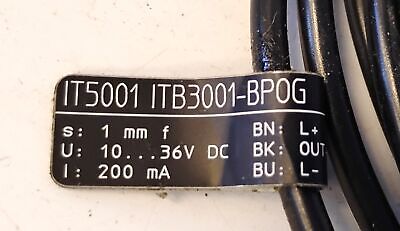 IT5001 ITB3001-BPOG
s: 1 mm f BN: L+
U: 10...36V DC BK: OUT
I: 200 mA BU: L-